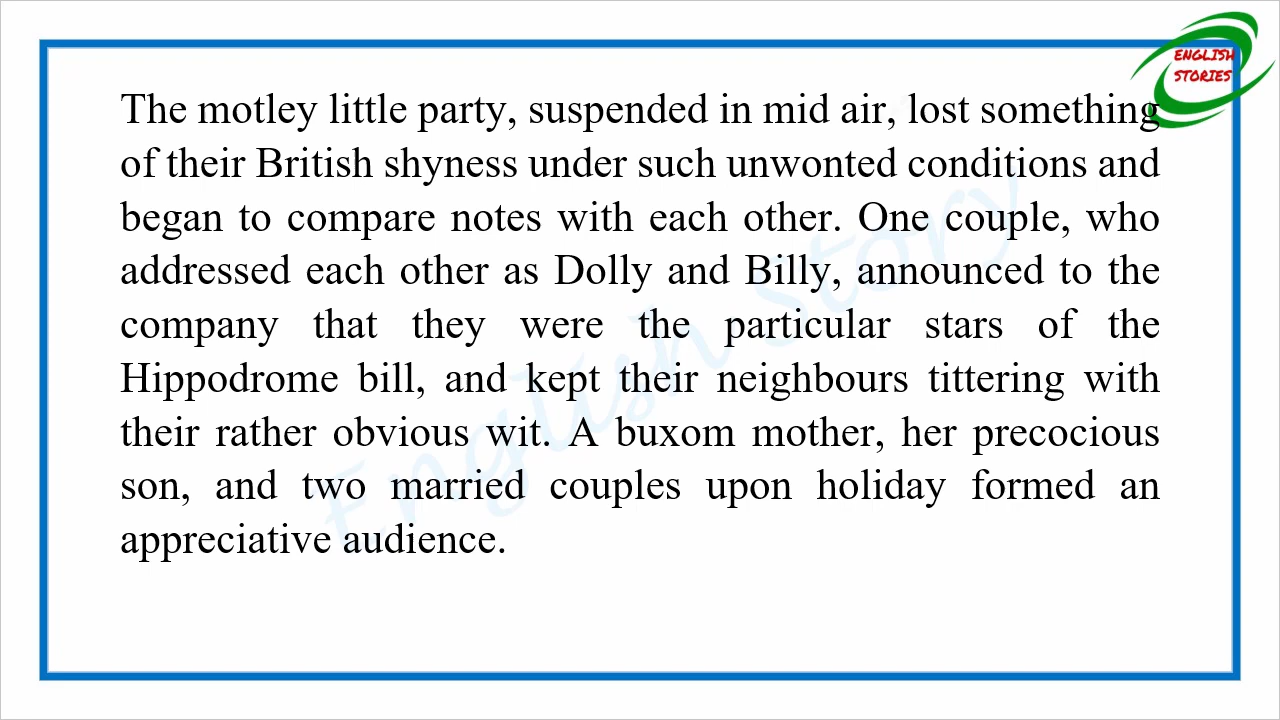 ENGLISH
STORIES
The motley little party, suspended in mid air, lost something
of their British shyness under such unwonted conditions and
began to compare notes with each other. One couple, who
addressed each other as Dolly and Billy, announced to the
company that they were the particular stars of the
Hippodrome bill, and kept their neighbours tittering with
their rather obvious wit. A buxom mother, her precocious
son, and two married couples upon holiday formed an
appreciative audience.
English Story